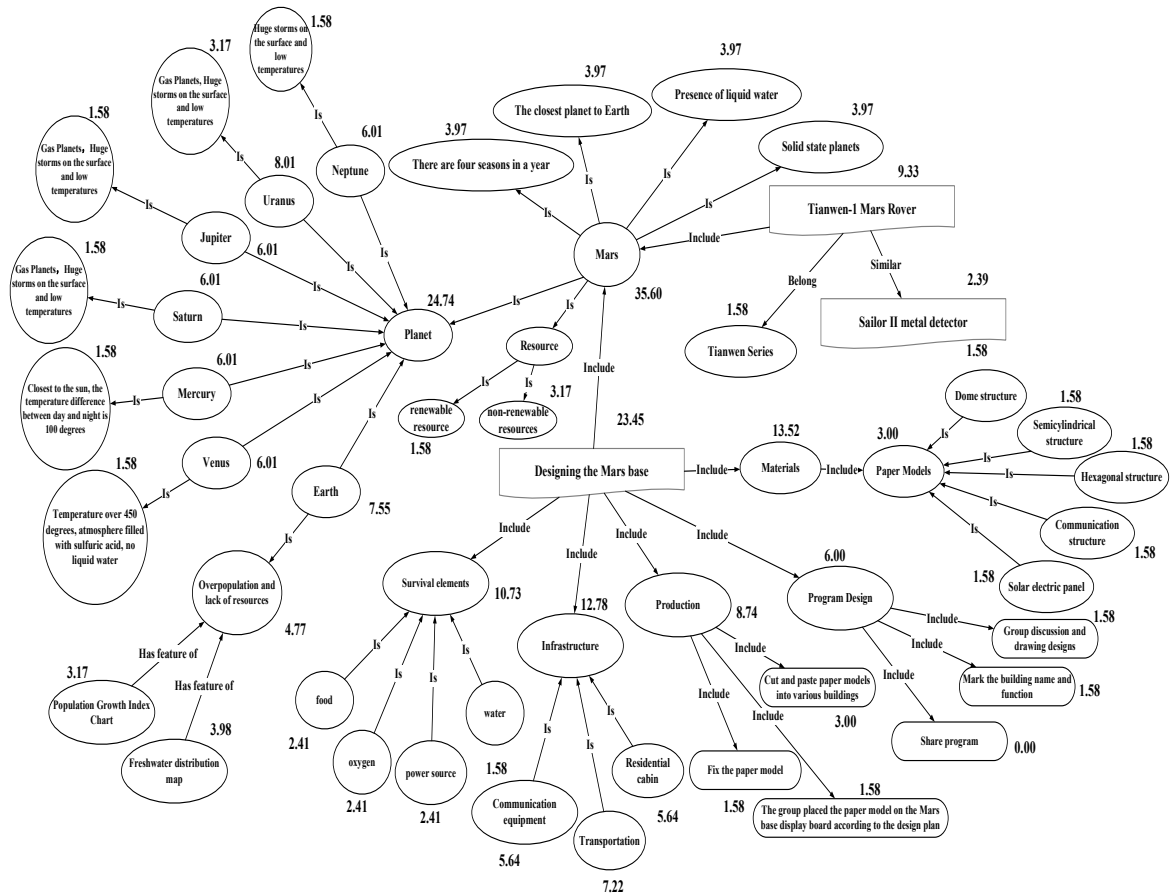 Huge storms on
the surface and
low
temperatures
1.58
Is
3.17
Gas Planets, Huge
storms on the surface
and low
temperatures
Is
1.58
Gas Planets, Huge
storms on the surface
and low
temperatures
Is
1.58
Gas Planets, Huge
storms on the surface
and low
temperatures
Is
1.58
Closest to the sun, the
temperature difference
between day and night is
100 degrees
Is
1.58
Temperature over 450
degrees, atmosphere filled
with sulfuric acid, no
liquid water
Is
6.01
Neptune
Is
8.01
Uranus
Is
Jupiter
6.01
Is
6.01
Saturn
Is
6.01
Mercury
Is
Venus
6.01
Is
Earth
7.55
Is
Is
24.74
Planet
Is
Overpopulation and
lack of resources
4.77
Has feature of
3.17
Population Growth Index
Chart
Has feature of
3.98
Freshwater distribution
map
3.97
There are four seasons in a year
Is
3.97
The closest planet to Earth
Is
3.97
Presence of liquid water
Is
3.97
Solid state planets
Is
Mars
35.60
Is
Resource
Is
Is
renewable
resource
1.58
3.17
non-renewable
resources
9.33
Tianwen-1 Mars Rover
Include
Belong
1.58
Tianwen Series
Similar
2.39
Sailor II metal detector
Include
23.45
Designing the Mars base
Include
13.52
Materials
Include
3.00
Paper Models
1.58
Dome structure
Is
1.58
Semicylindrical
structure
Is
1.58
Hexagonal structure
Is
Communication
structure
1.58
Is
1.58
Solar electric panel
Is
Include
Survival elements
10.73
Is
food
2.41
Is
oxygen
2.41
Is
power source
2.41
Is
water
1.58
Include
12.78
Infrastructure
Is
Communication
equipment
5.64
Is
Transportation
7.22
Is
Residential
cabin
5.64
Include
Production
8.74
Include
Cut and paste paper models
into various buildings
3.00
Include
Fix the paper model
1.58
Include
1.58
The group placed the paper model on the Mars
base display board according to the design plan
Include
6.00
Program Design
Include
1.58
Group discussion and
drawing designs
Include
Mark the building name and
function
1.58
Include
Share program
0.00